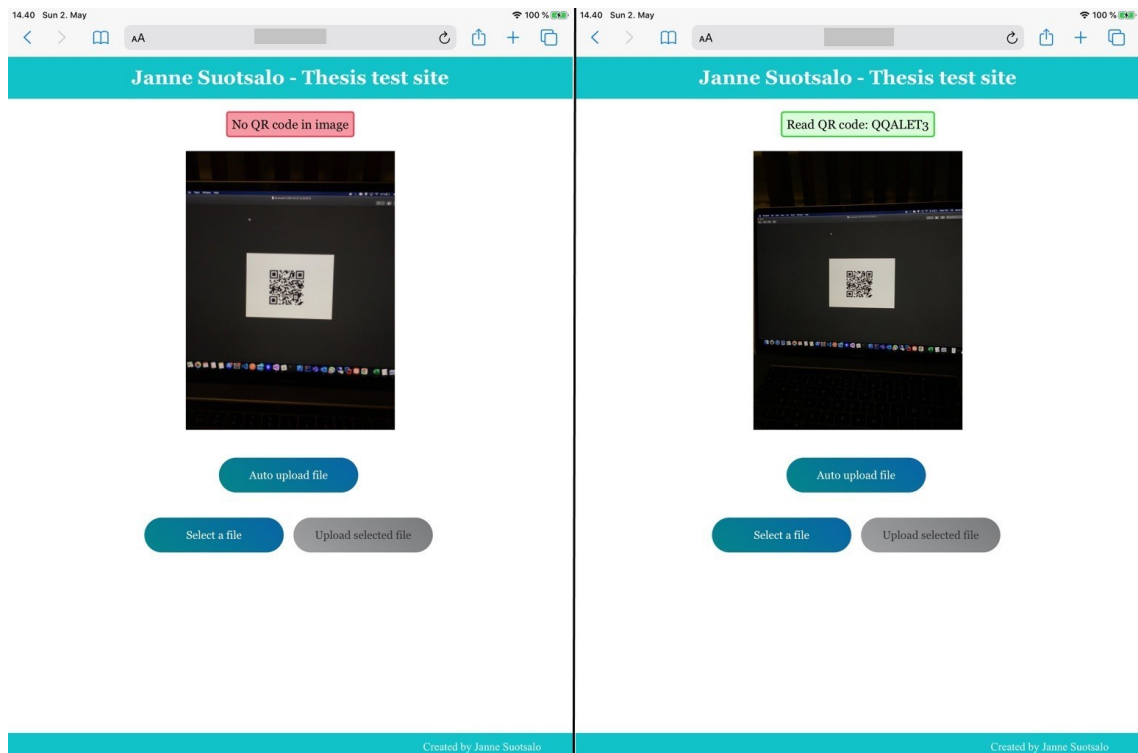 14.40 Sun 2. May
100 %
AA
Janne Suotsalo - Thesis test site
No QR code in image
Auto upload file
Select a file
Upload selected file
Created by Janne Suotsalo
14.40 Sun 2. May
100 %
AA
Janne Suotsalo - Thesis test site
Read QR code: QQALET3
Auto upload file
Select a file
Upload selected file
Created by Janne Suotsalo